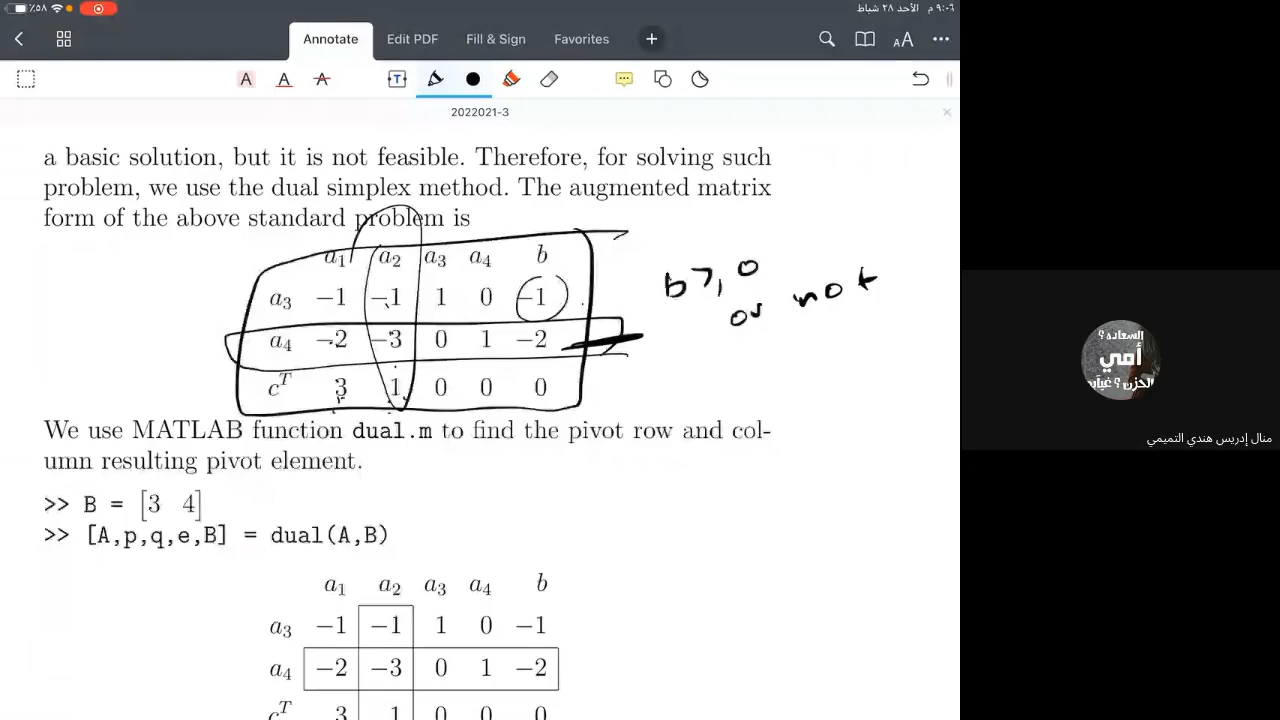 ٩:٠٦ م الأحد ٢٨ شباط
٪٥٨
Annotate Edit PDF Fill & Sign Favorites
2022021-3
a basic solution, but it is not feasible. Therefore, for solving such
problem, we use the dual simplex method. The augmented matrix
form of the above standard problem is
a₁ a₂ a₃ a₄ b
a₃ −1 −1 1 0 −1
a₄ −2 −3 0 1 −2
cᵀ 3 1 0 0 0
b ≥ 0
or not
We use MATLAB function dual.m to find the pivot row and col-
umn resulting pivot element.
>> B = [3 4]
>> [A,p,q,e,B] = dual(A,B)
a₁ a₂ a₃ a₄ b
a₃ −1 −1 1 0 −1
a₄ −2 −3 0 1 −2
cᵀ 3 1 0 0 0
السعادة ؟
أمي
الحزن ؟ غيابه
منال إدريس هندي التميمي